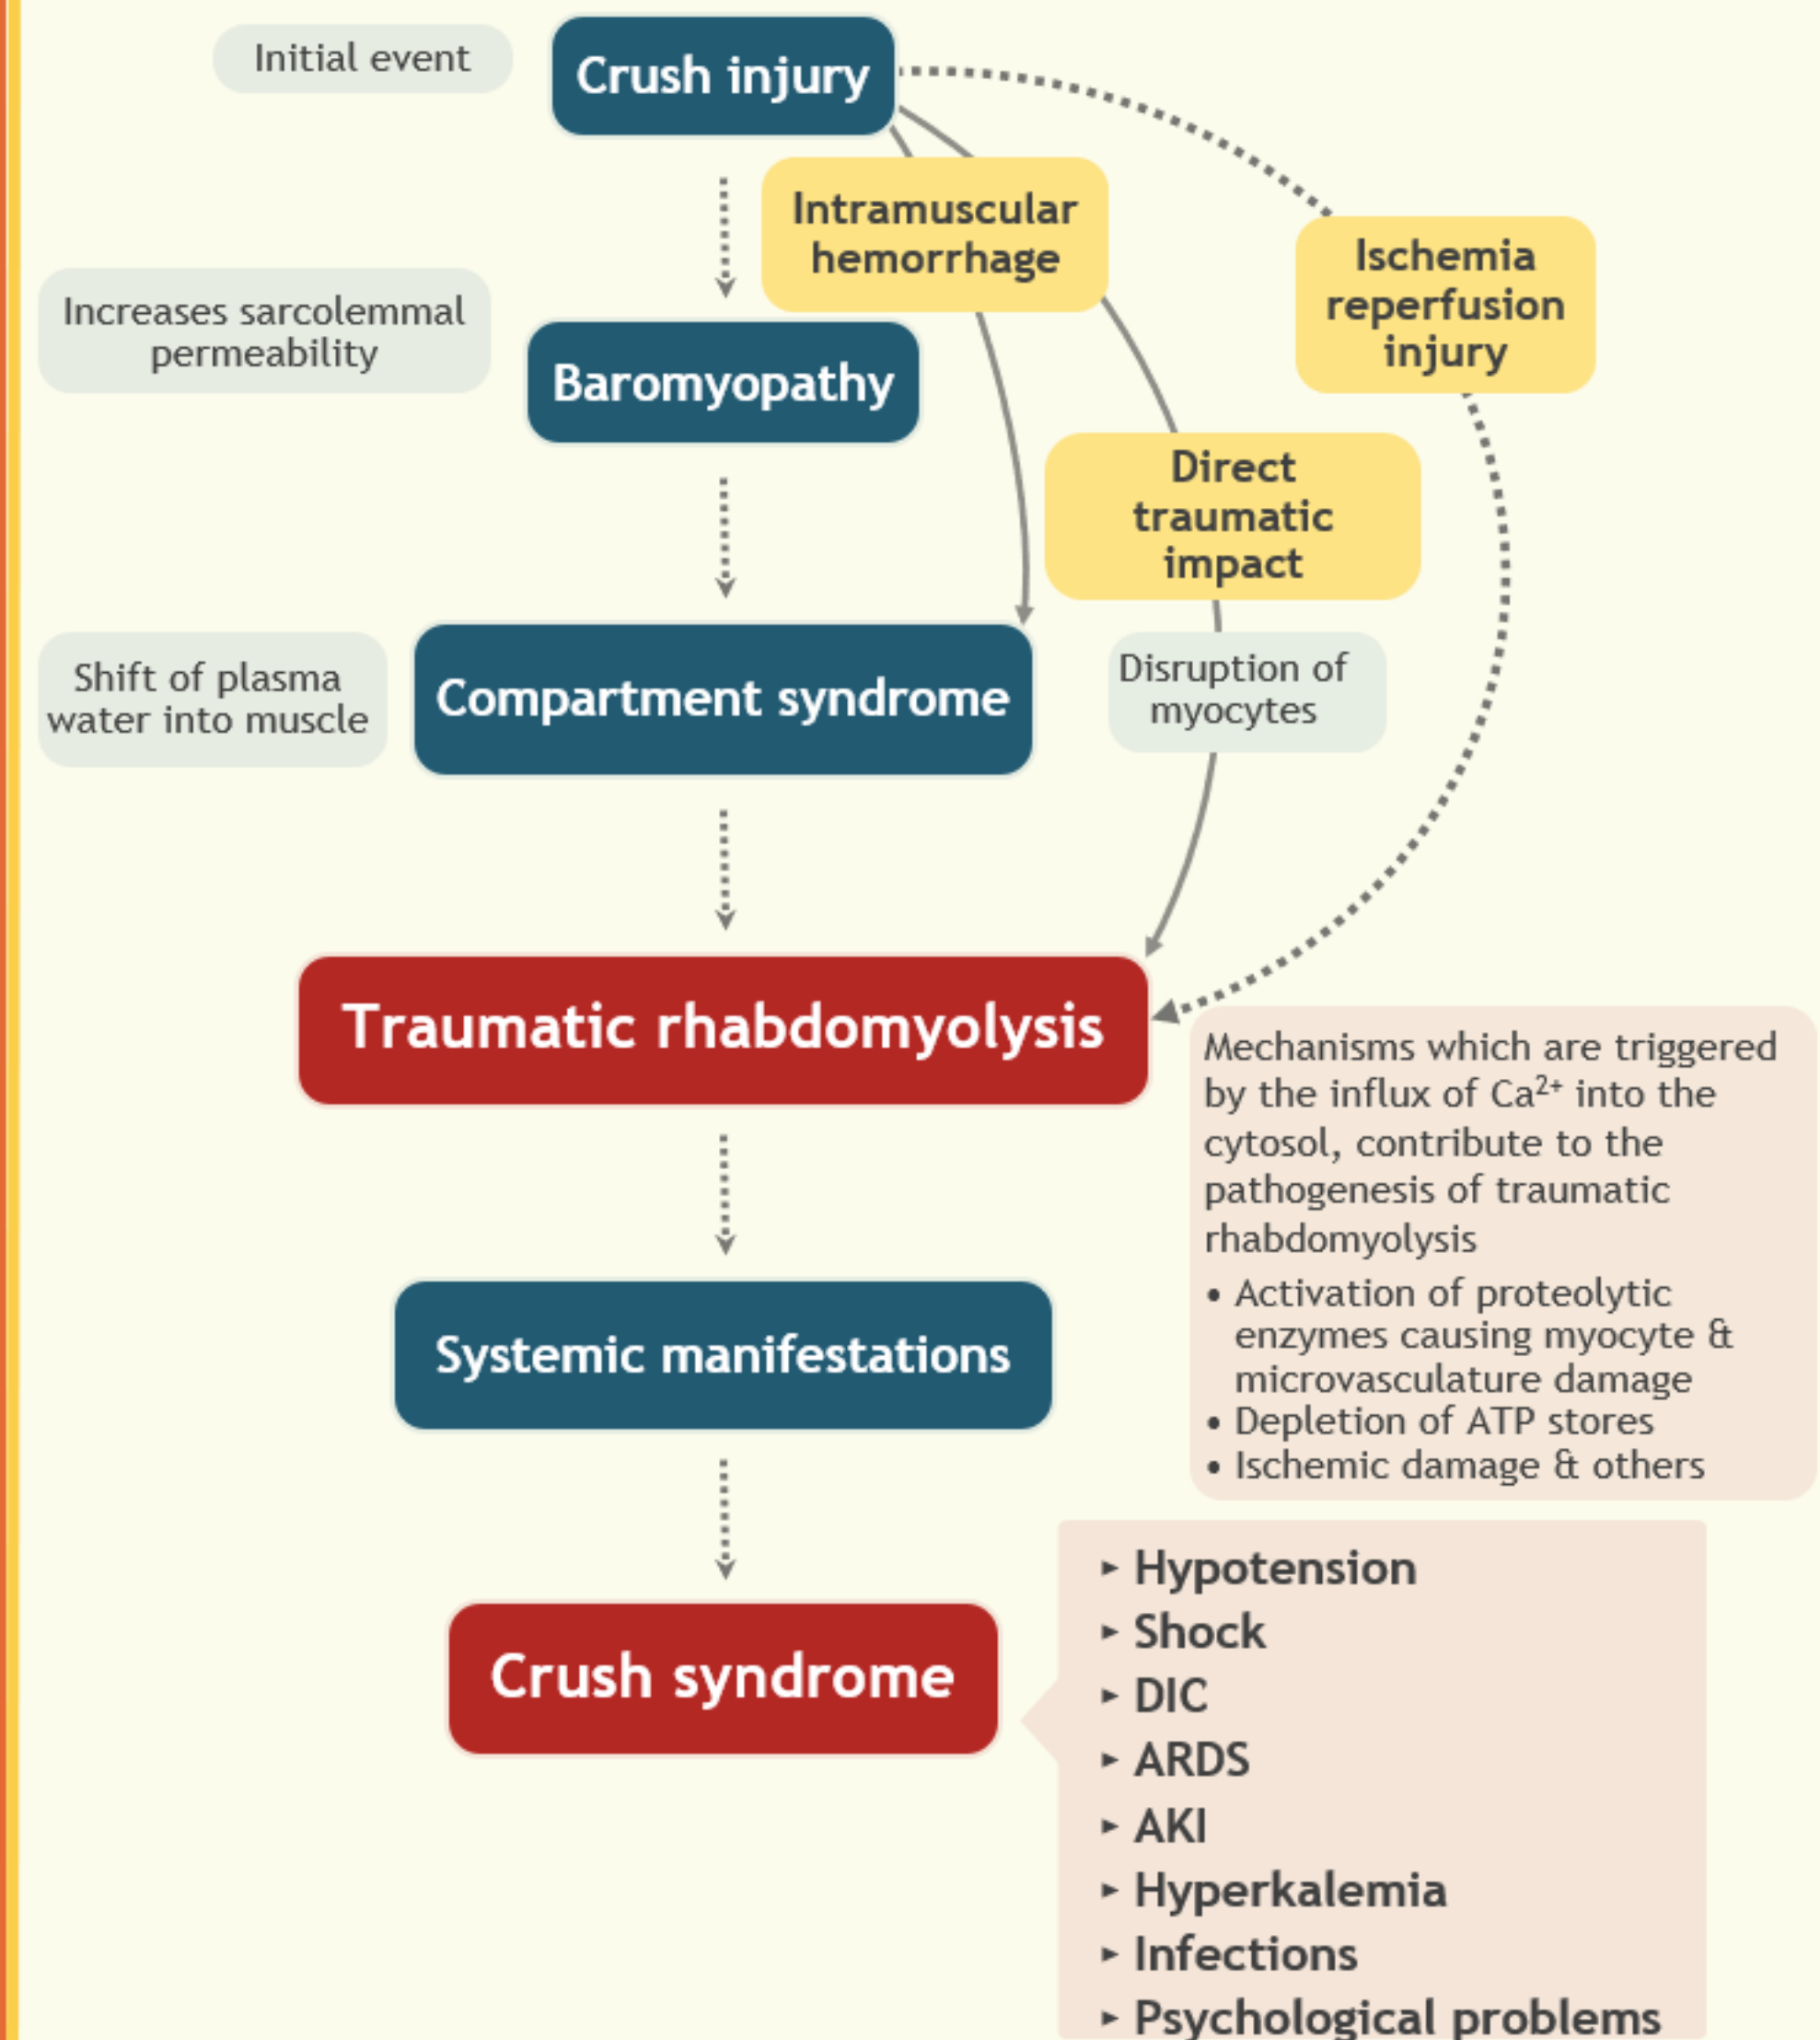 Initial event
Crush injury
Intramuscular
hemorrhage
Ischemia
reperfusion
injury
Increases sarcolemmal
permeability
Baromyopathy
Direct
traumatic
impact
Shift of plasma
water into muscle
Compartment syndrome
Disruption of
myocytes
Traumatic rhabdomyolysis
Mechanisms which are triggered
by the influx of Ca²⁺ into the
cytosol, contribute to the
pathogenesis of traumatic
rhabdomyolysis
• Activation of proteolytic
enzymes causing myocyte &
microvasculature damage
• Depletion of ATP stores
• Ischemic damage & others
Systemic manifestations
Crush syndrome
► Hypotension
► Shock
► DIC
► ARDS
► AKI
► Hyperkalemia
► Infections
► Psychological problems